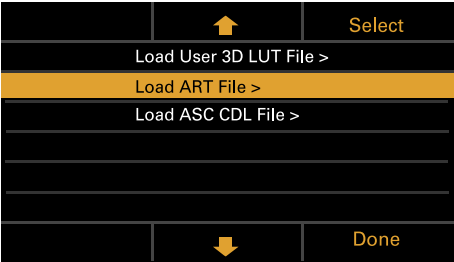 Select
Load User 3D LUT File >
Load ART File >
Load ASC CDL File >
Done